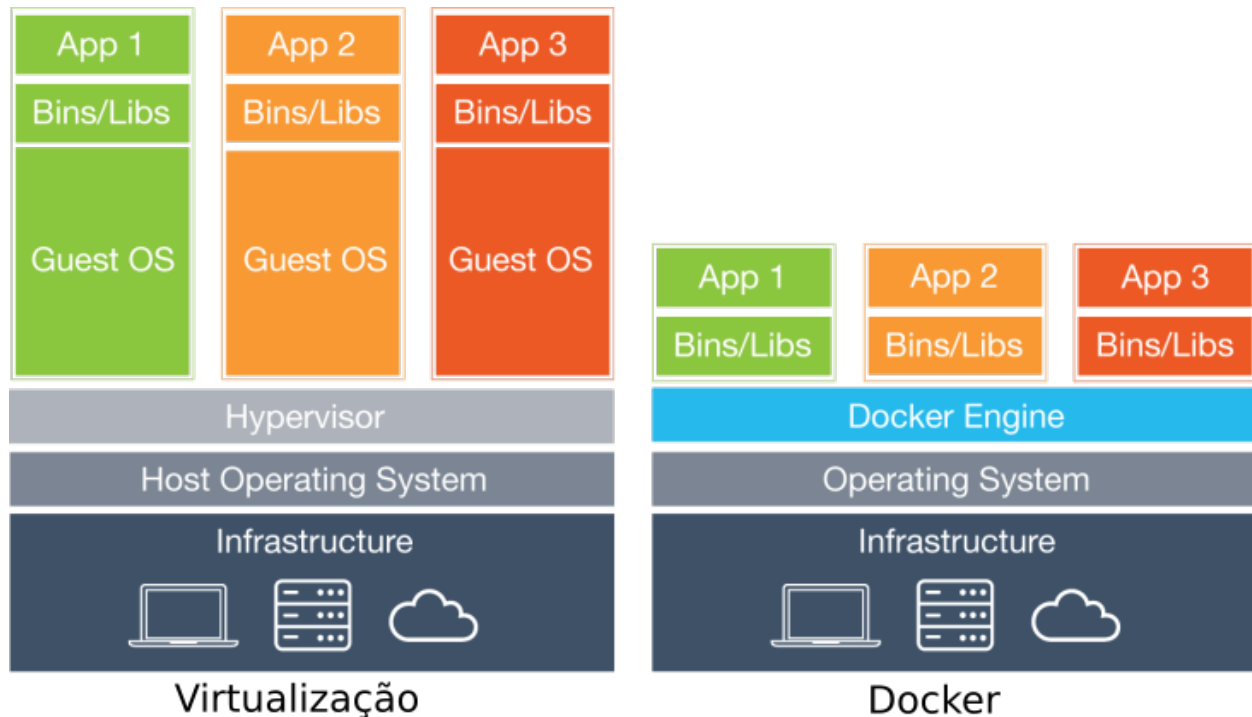 App 1
App 2
App 3
Bins/Libs
Bins/Libs
Bins/Libs
Guest OS
Guest OS
Guest OS
Hypervisor
Host Operating System
Infrastructure
Virtualização
App 1
App 2
App 3
Bins/Libs
Bins/Libs
Bins/Libs
Docker Engine
Operating System
Infrastructure
Docker